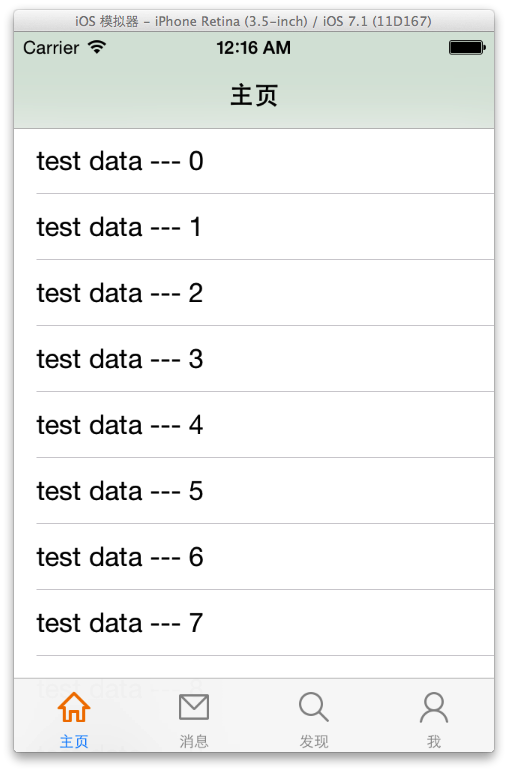 iOS 模拟器 - iPhone Retina (3.5-inch) / iOS 7.1 (11D167)
Carrier 12:16 AM
主页
test data --- 0
test data --- 1
test data --- 2
test data --- 3
test data --- 4
test data --- 5
test data --- 6
test data --- 7
主页 消息 发现 我